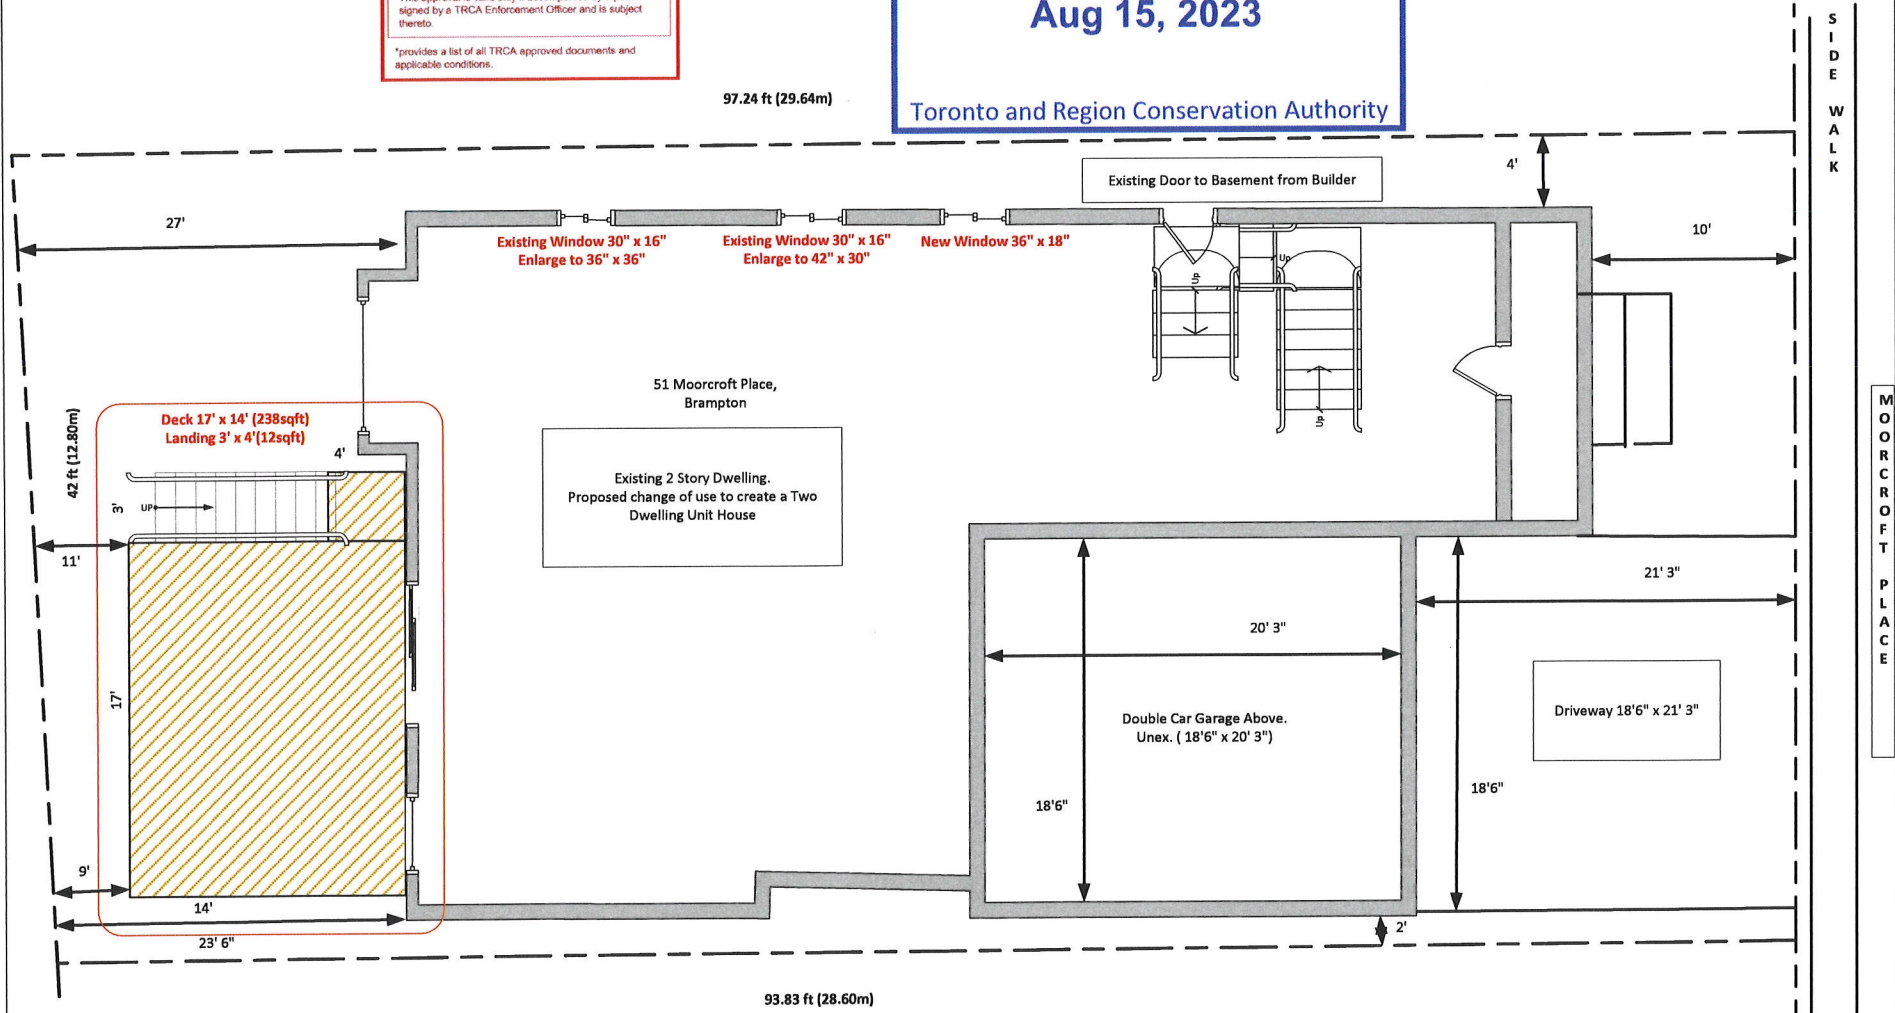 signed by a TRCA Enforcement Officer and is subject
thereto.
*provides a list of all TRCA approved documents and
applicable conditions.
Aug 15, 2023
Toronto and Region Conservation Authority
97.24 ft (29.64m)
SIDE WALK
Existing Door to Basement from Builder
4'
27'
10'
Existing Window 30" x 16"
Enlarge to 36" x 36"
Existing Window 30" x 16"
Enlarge to 42" x 30"
New Window 36" x 18"
Up
Up
Up
51 Moorcroft Place,
Brampton
Existing 2 Story Dwelling.
Proposed change of use to create a Two
Dwelling Unit House
MOORCROFT PLACE
42 ft (12.80m)
Deck 17' x 14' (238sqft)
Landing 3' x 4'(12sqft)
4'
3'
UP
11'
17'
21' 3"
20' 3"
Double Car Garage Above.
Unex. ( 18'6" x 20' 3")
Driveway 18'6" x 21' 3"
18'6"
18'6"
9'
14'
23' 6"
2'
93.83 ft (28.60m)